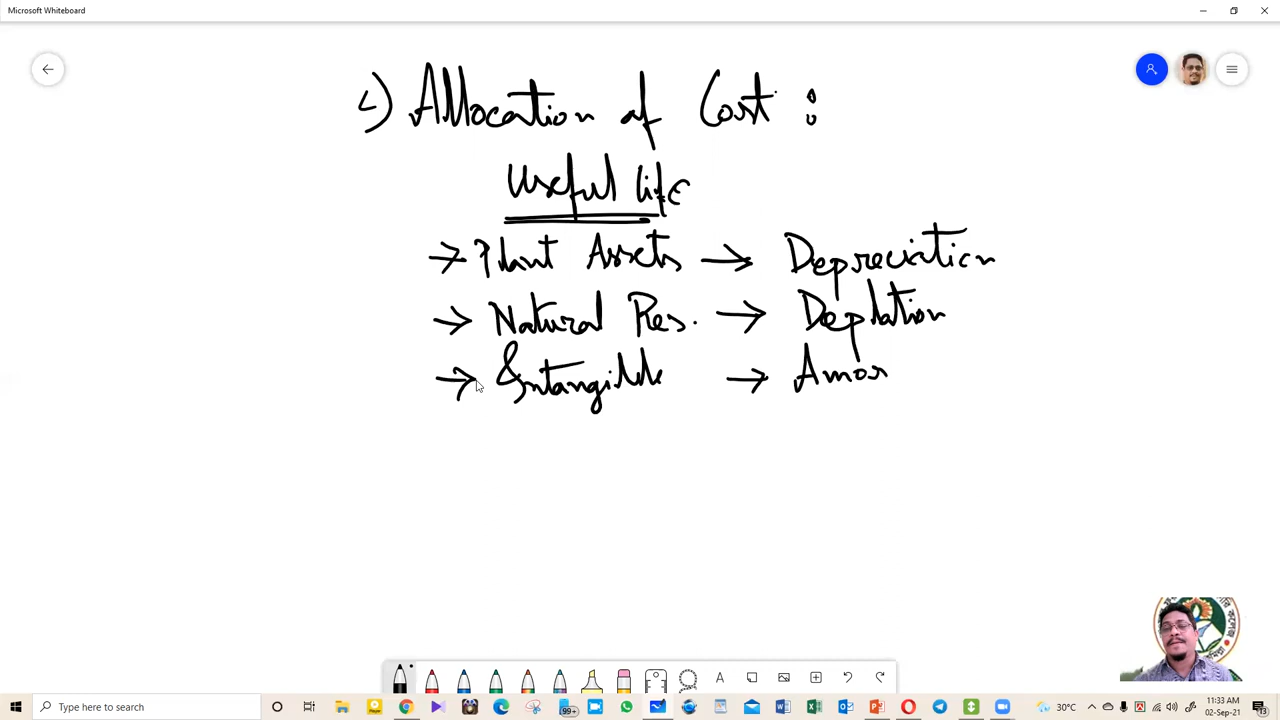 Microsoft Whiteboard
c) Allocation of Cost :
Useful life
→ Plant Assets → Depreciation
→ Natural Res. → Depletion
→ Intangible → Amor
99+
Type here to search
30°C
11:33 AM
02-Sep-21